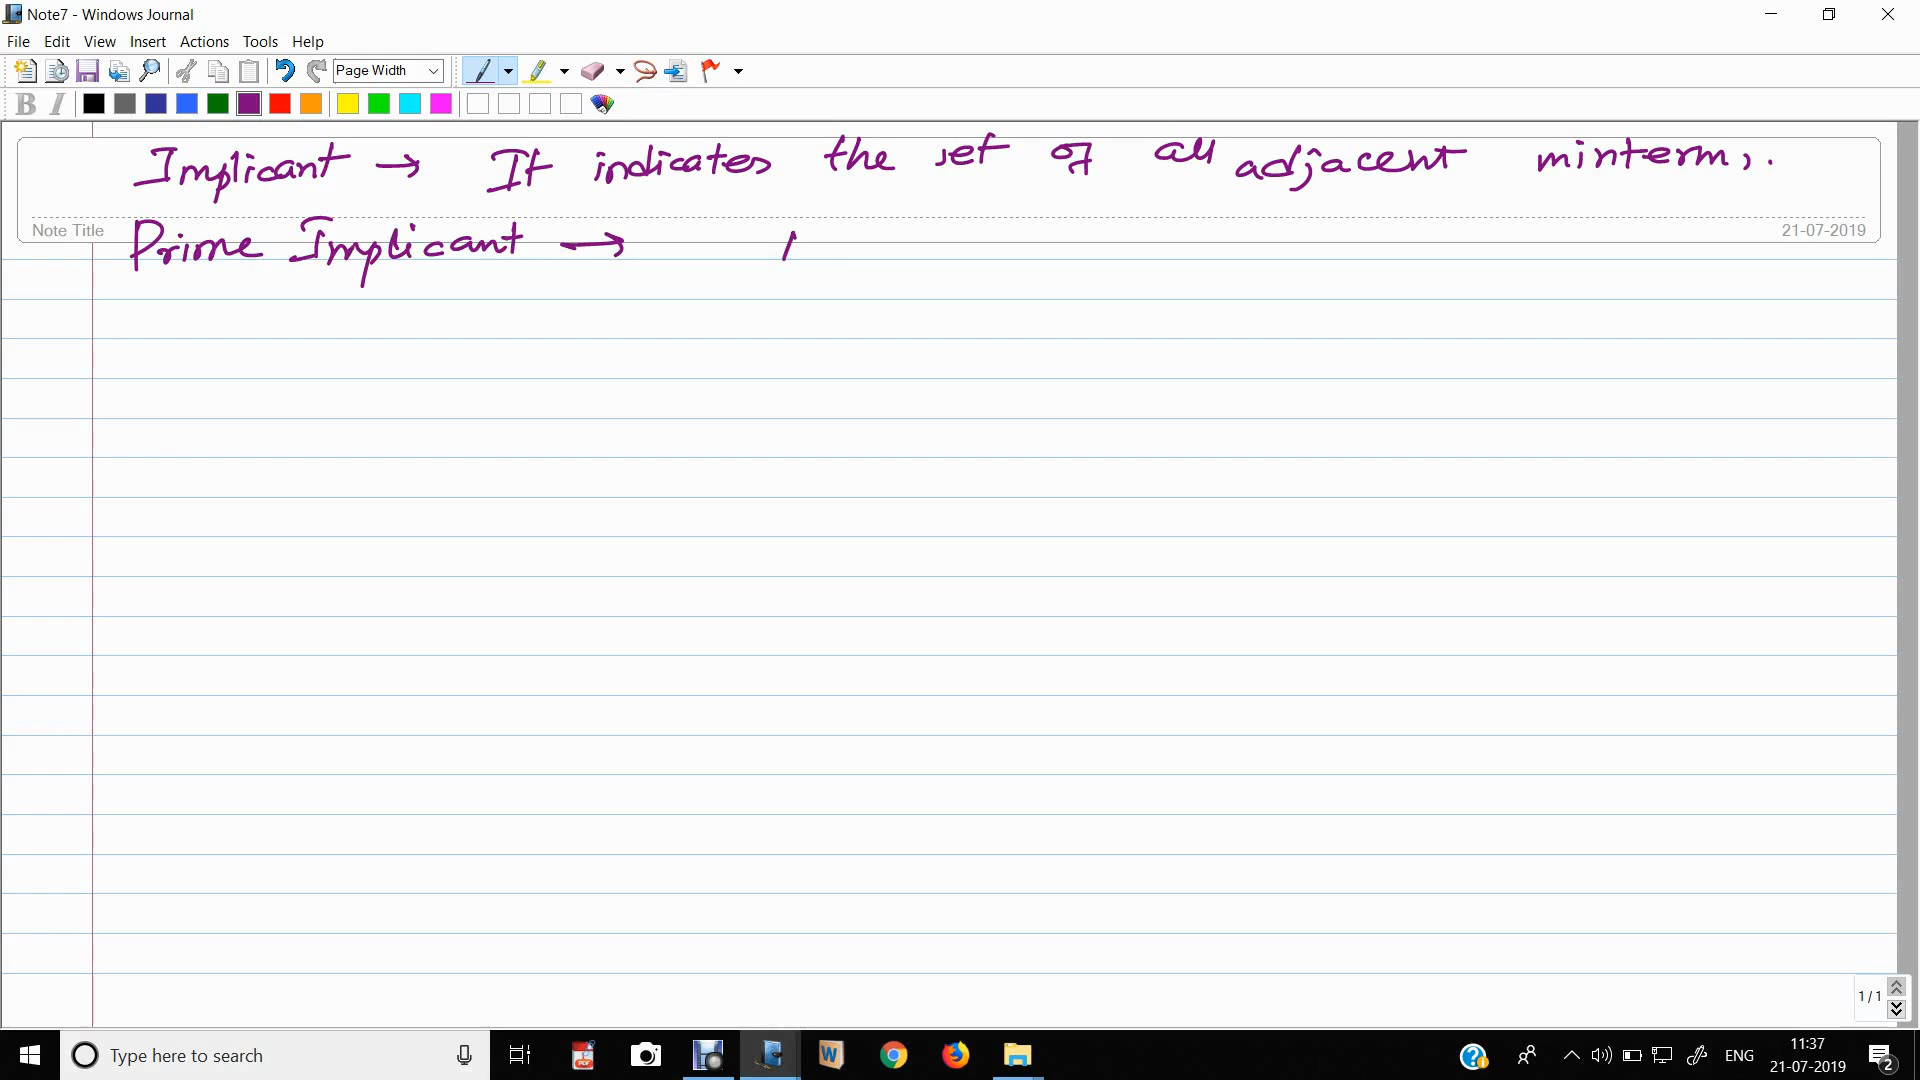 Note7 - Windows Journal
File Edit View Insert Actions Tools Help
Page Width
B I
Implicant → It indicates the set of all adjacent minterms.
Note Title
Prime Implicant →
21-07-2019
1 / 1
Type here to search
W
ENG
11:37
21-07-2019
2